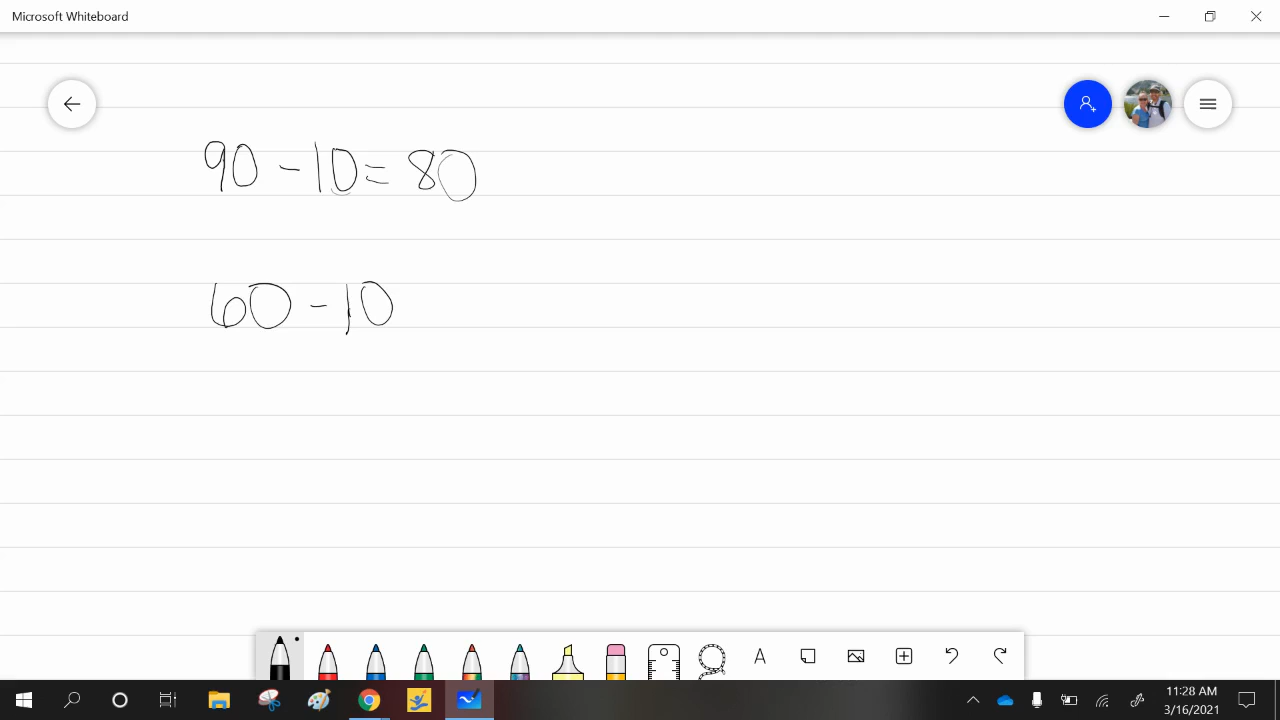 Microsoft Whiteboard
90 - 10 = 80
60 - 10
A
11:28 AM
3/16/2021